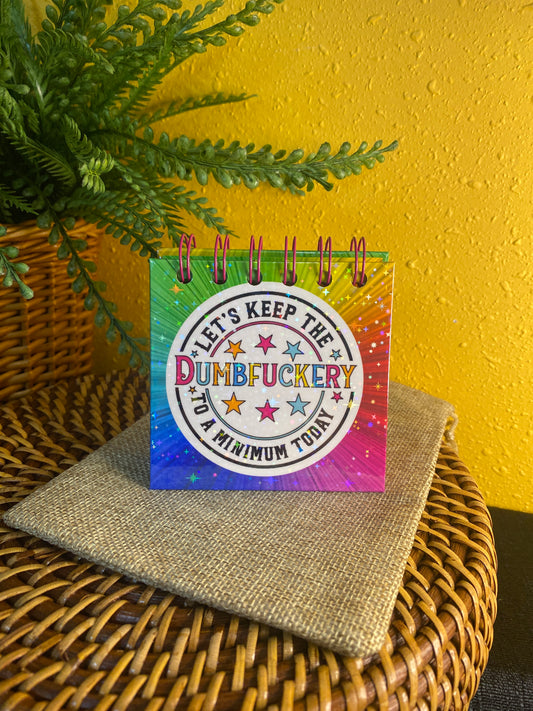 LET'S KEEP THE
DUMBFUCKERY
TO A MINIMUM TODAY